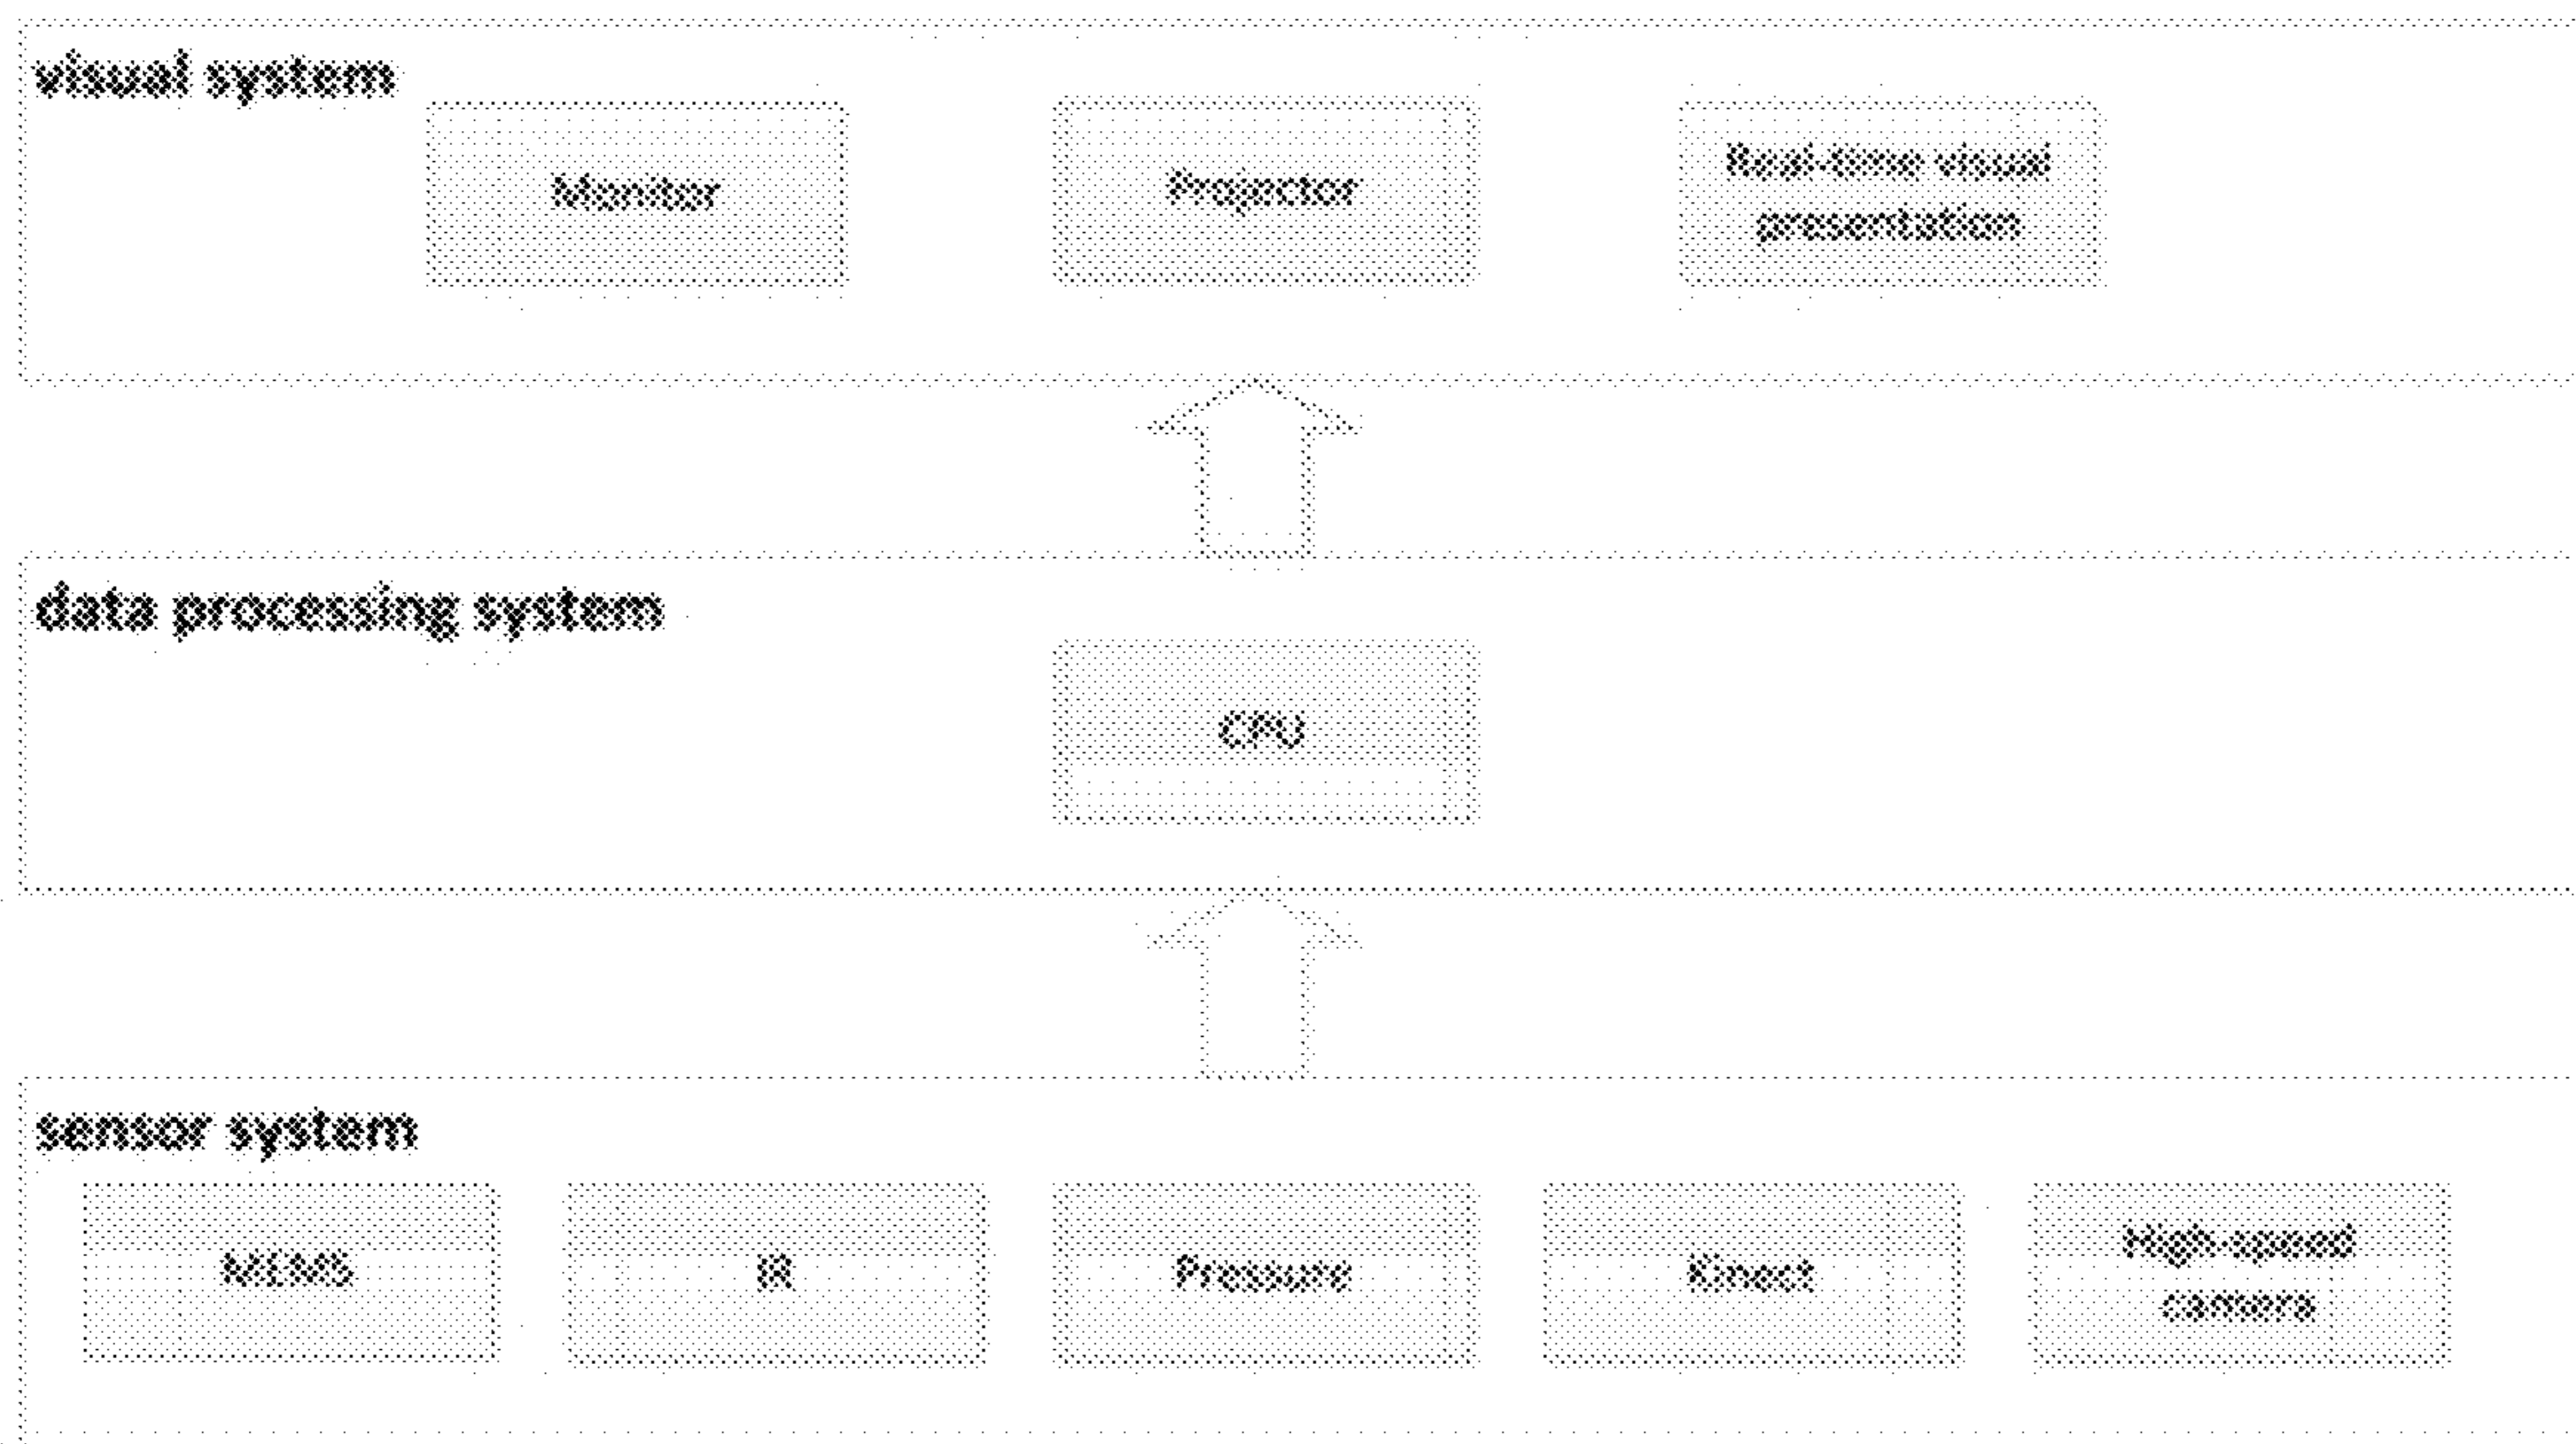 visual system
Monitor
Projector
Real-time visual
presentation
data processing system
CPU
sensor system
MEMS
IR
Pressure
Kinect
High-speed
camera